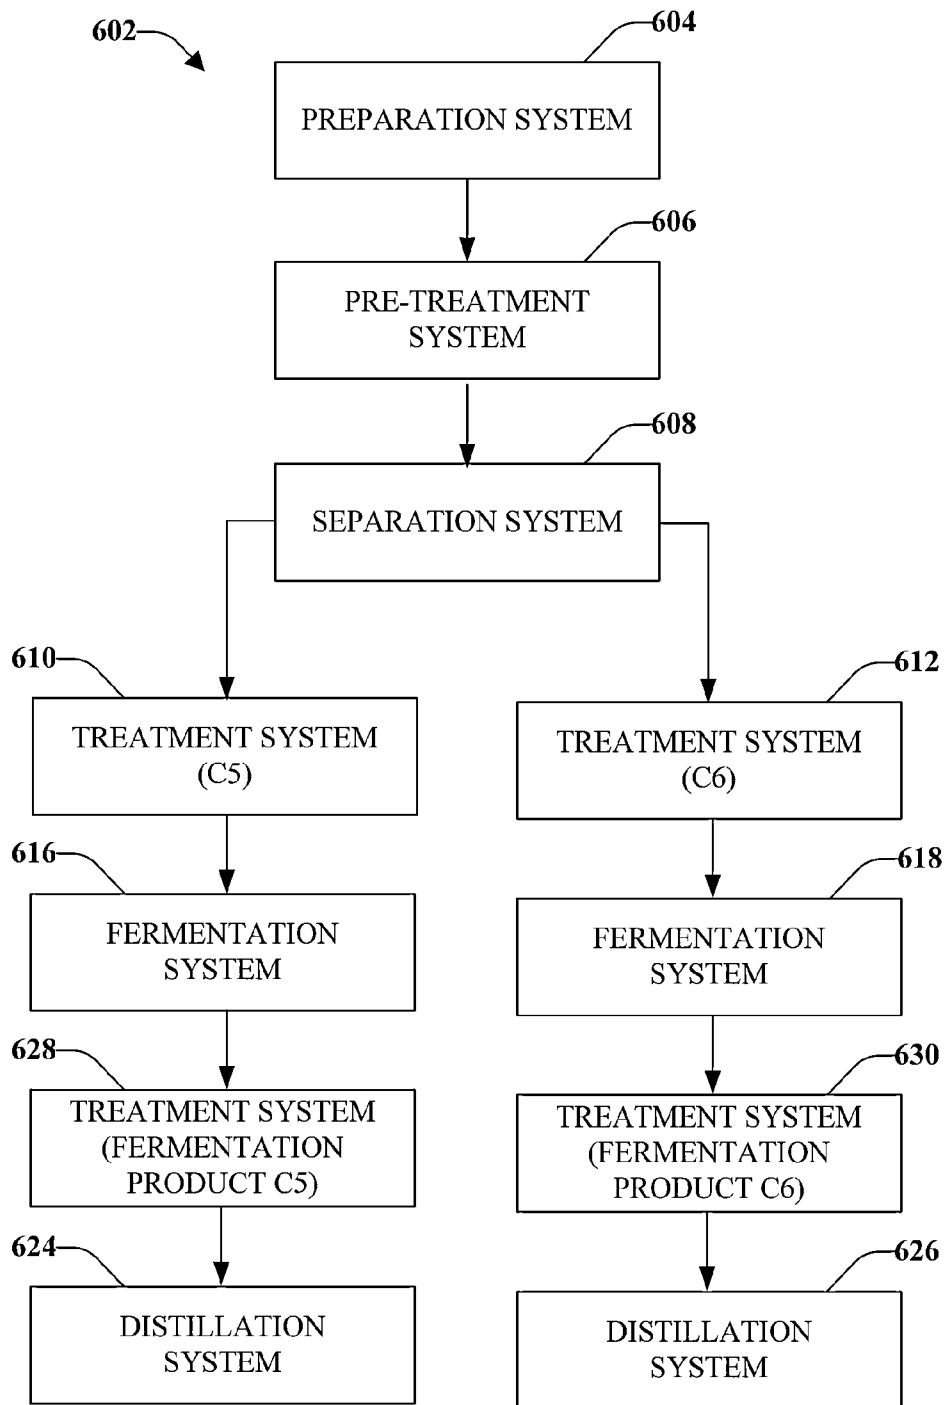 602
604
PREPARATION SYSTEM
606
PRE-TREATMENT
SYSTEM
608
SEPARATION SYSTEM
610
TREATMENT SYSTEM
(C5)
612
TREATMENT SYSTEM
(C6)
616
FERMENTATION
SYSTEM
618
FERMENTATION
SYSTEM
628
TREATMENT SYSTEM
(FERMENTATION
PRODUCT C5)
630
TREATMENT SYSTEM
(FERMENTATION
PRODUCT C6)
624
DISTILLATION
SYSTEM
626
DISTILLATION
SYSTEM